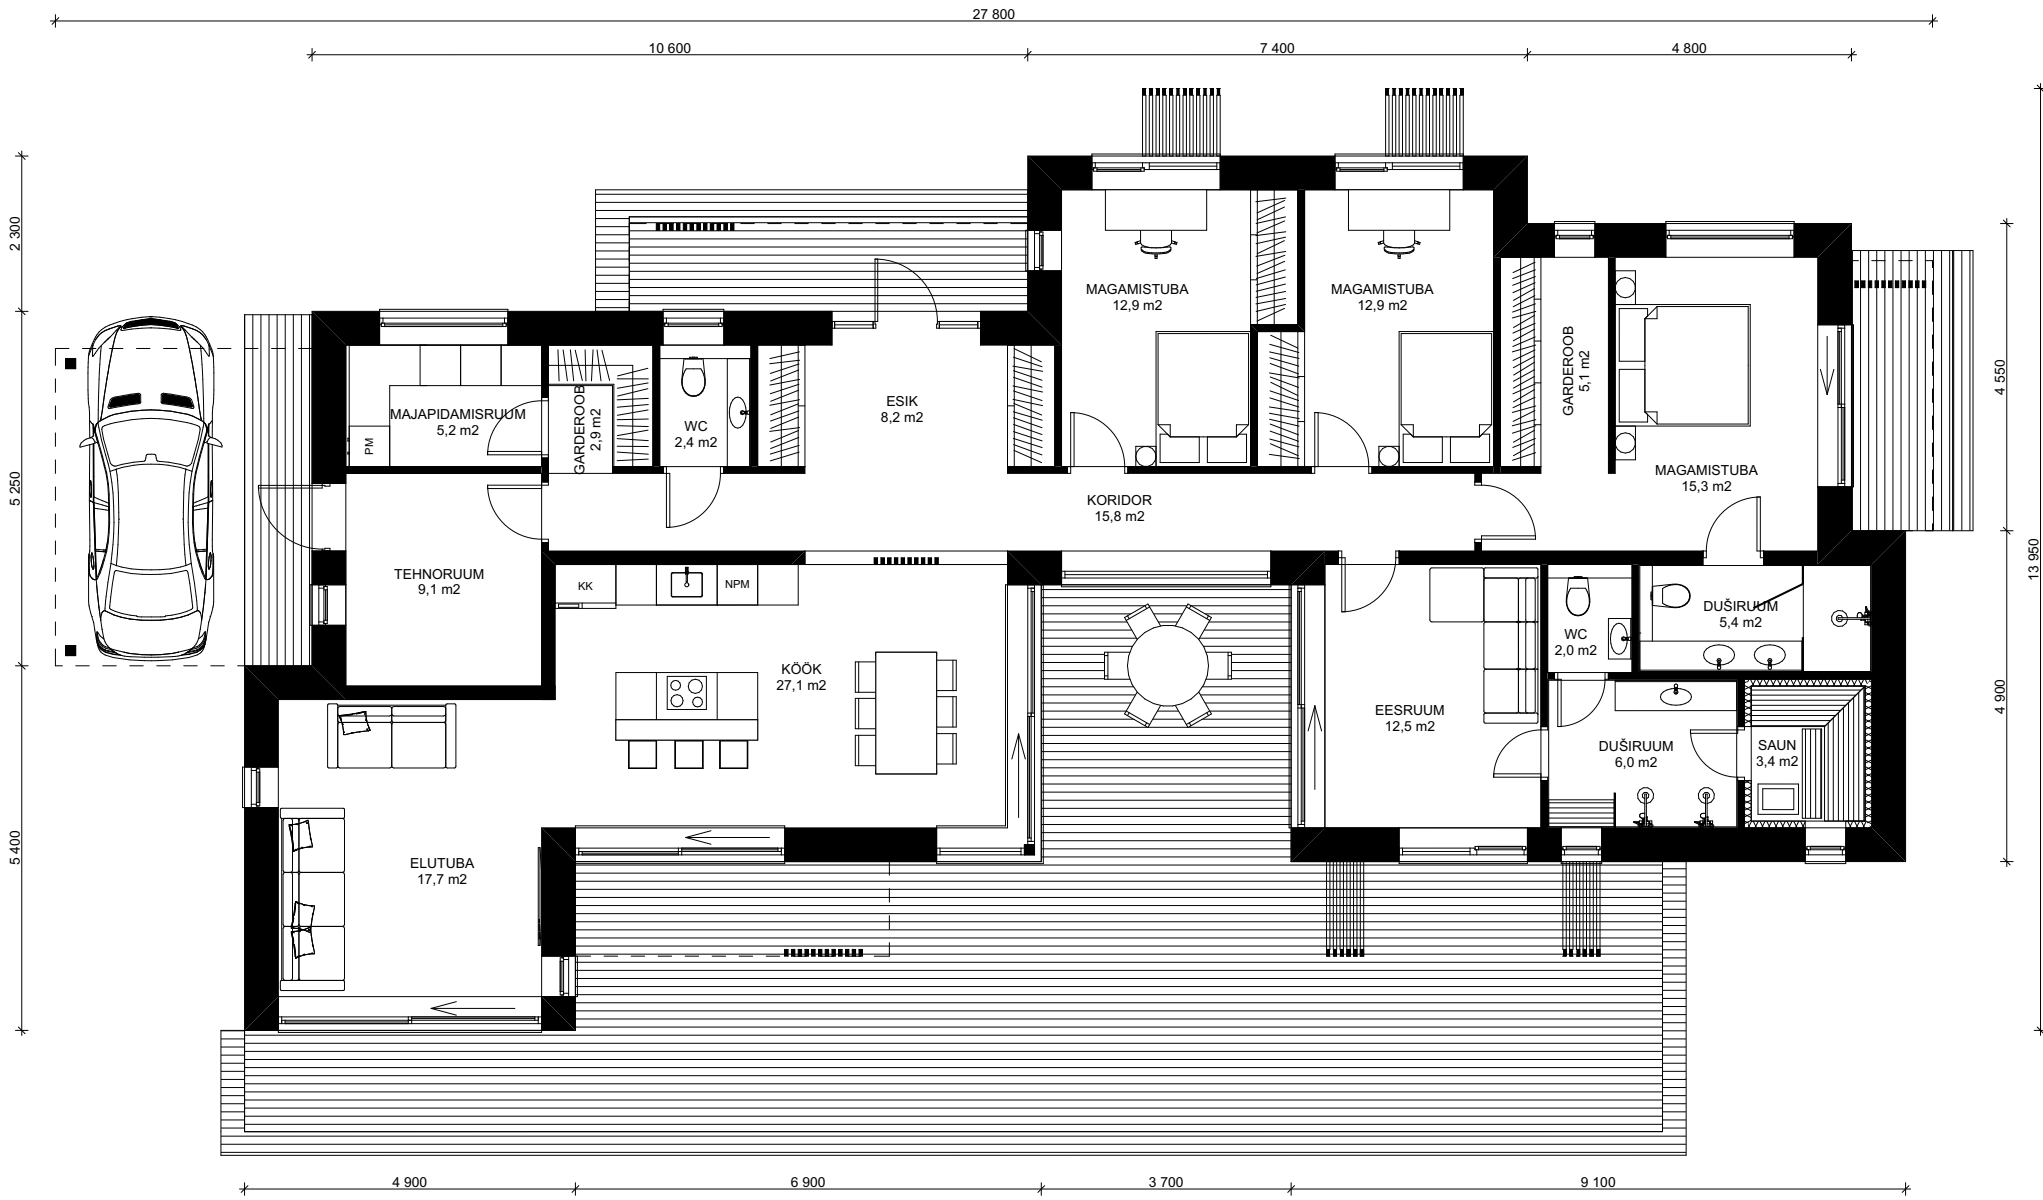 27 800
10 600
7 400
4 800
2 300
5 250
5 400
4 550
4 900
13 950
MAGAMISTUBA
12,9 m2
MAGAMISTUBA
12,9 m2
GARDEROOB
5,1 m2
MAGAMISTUBA
15,3 m2
MAJAPIDAMISRUUM
5,2 m2
PM
GARDEROOB
2,9 m2
WC
2,4 m2
ESIK
8,2 m2
KORIDOR
15,8 m2
TEHNORUUM
9,1 m2
KK
NPM
KÖÖK
27,1 m2
EESRUUM
12,5 m2
WC
2,0 m2
DUŠIRUUM
5,4 m2
DUŠIRUUM
6,0 m2
SAUN
3,4 m2
ELUTUBA
17,7 m2
4 900
6 900
3 700
9 100